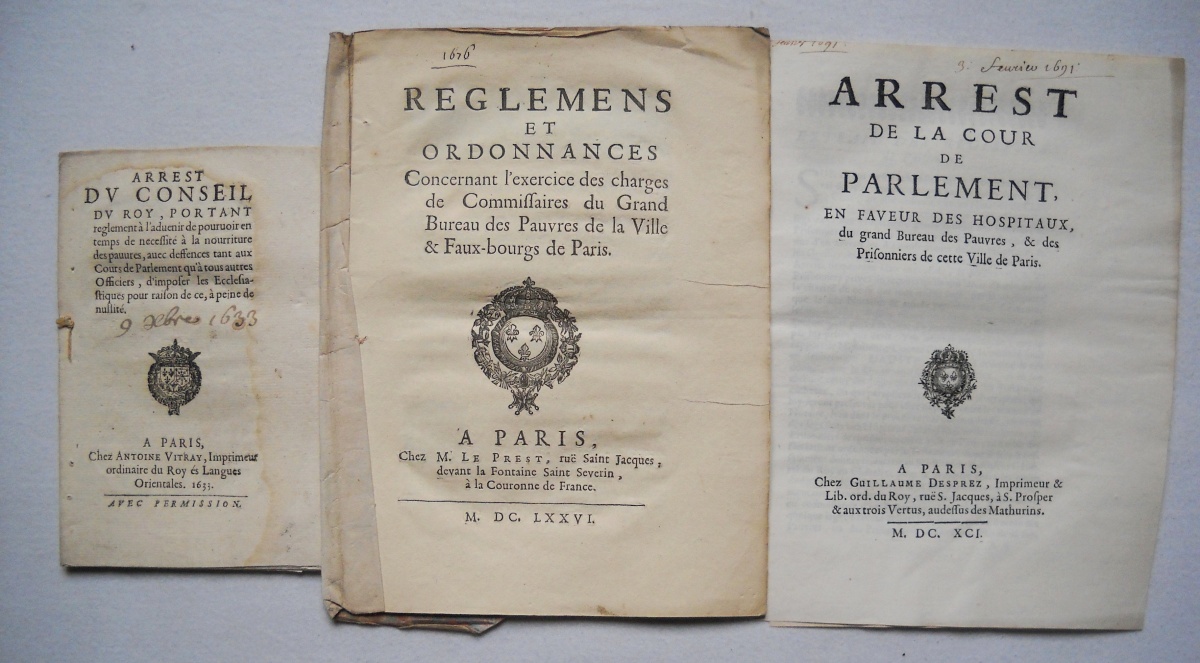 ARREST
DV CONSEIL
DV ROY, PORTANT
reglement à l'aduenir de pouruoir en
temps de necessité à la nourriture
des pauures, auec deffences tant aux
Cours de Parlement qu'à tous autres
Officiers, d'imposer les Ecclesia-
stiques pour raison de ce, à peine de
nullité.
9 xbre 1633
A PARIS,
Chez ANTOINE VITRAY, Imprimeur
ordinaire du Roy és Langues
Orientales. 1633.
AVEC PERMISSION.
1676
REGLEMENS
ET
ORDONNANCES
Concernant l'exercice des charges
de Commissaires du Grand
Bureau des Pauvres de la Ville
& Faux-bourgs de Paris.
A PARIS,
Chez M. LE PREST, ruë Saint Jacques,
devant la Fontaine Saint Severin,
à la Couronne de France.
M. DC. LXXVI.
1691
3. feurier 1691
ARREST
DE LA COUR
DE
PARLEMENT,
EN FAVEUR DES HOSPITAUX,
du grand Bureau des Pauvres, & des
Prisonniers de cette Ville de Paris.
A PARIS,
Chez GUILLAUME DESPREZ, Imprimeur &
Lib. ord. du Roy, ruë S. Jacques, à S. Prosper
& aux trois Vertus, audessus des Mathurins.
M. DC. XCI.